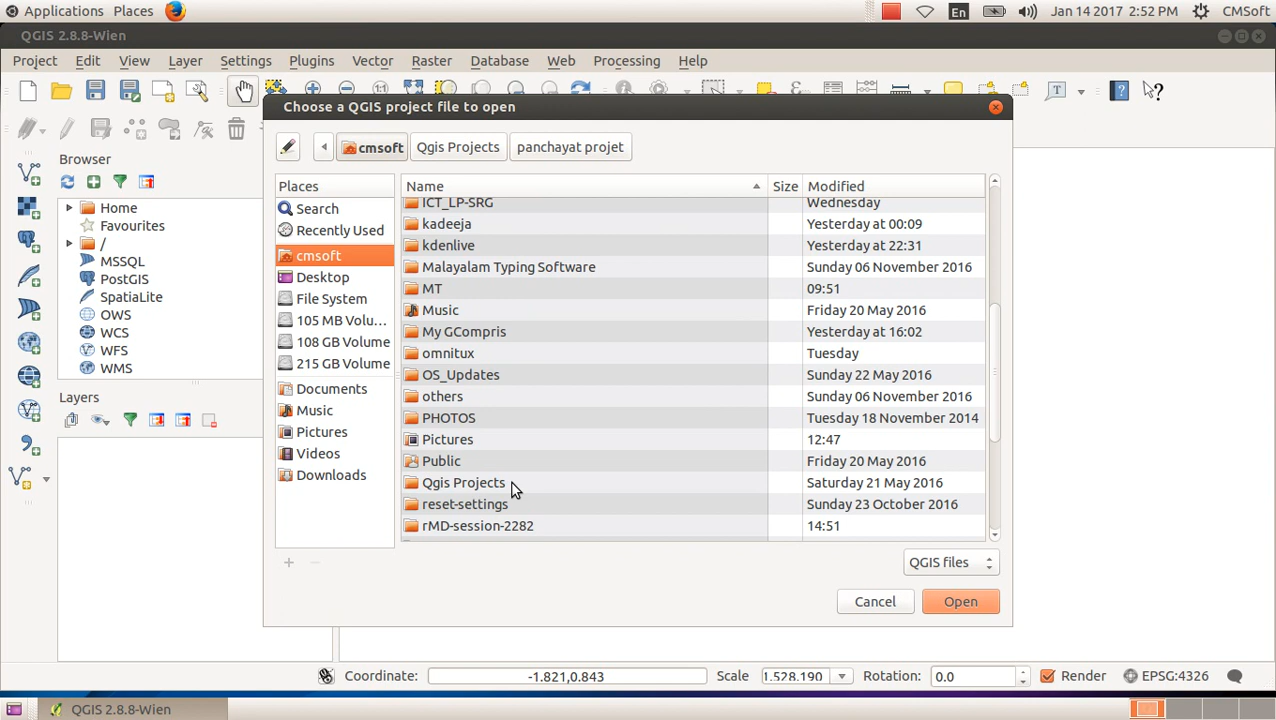 Applications Places En Jan 14 2017 2:52 PM CMSoft
QGIS 2.8.8-Wien
Project Edit View Settings Plugins Vector Raster Database Web Processing Help
Choose a QGIS project file to open
cmsoft Qgis Projects panchayat projet
Browser
Home
Favourites
/
MSSQL
PostGIS
SpatiaLite
OWS
WCS
WFS
WMS
Layers
Places
Search
Recently Used
cmsoft
Desktop
File System
105 MB Volu...
108 GB Volume
215 GB Volume
Documents
Music
Pictures
Videos
Downloads
Name Size Modified
ICT_LP-SRG Wednesday
kadeeja Yesterday at 00:09
kdenlive Yesterday at 22:31
Malayalam Typing Software Sunday 06 November 2016
MT 09:51
Music Friday 20 May 2016
My GCompris Yesterday at 16:02
omnitux Tuesday
OS_Updates Sunday 22 May 2016
others Sunday 06 November 2016
PHOTOS Tuesday 18 November 2014
Pictures 12:47
Public Friday 20 May 2016
Qgis Projects Saturday 21 May 2016
reset-settings Sunday 23 October 2016
rMD-session-2282 14:51
QGIS files
Cancel Open
Coordinate: -1.821,0.843 Scale 1.528.190 Rotation: 0.0 Render EPSG:4326
QGIS 2.8.8-Wien